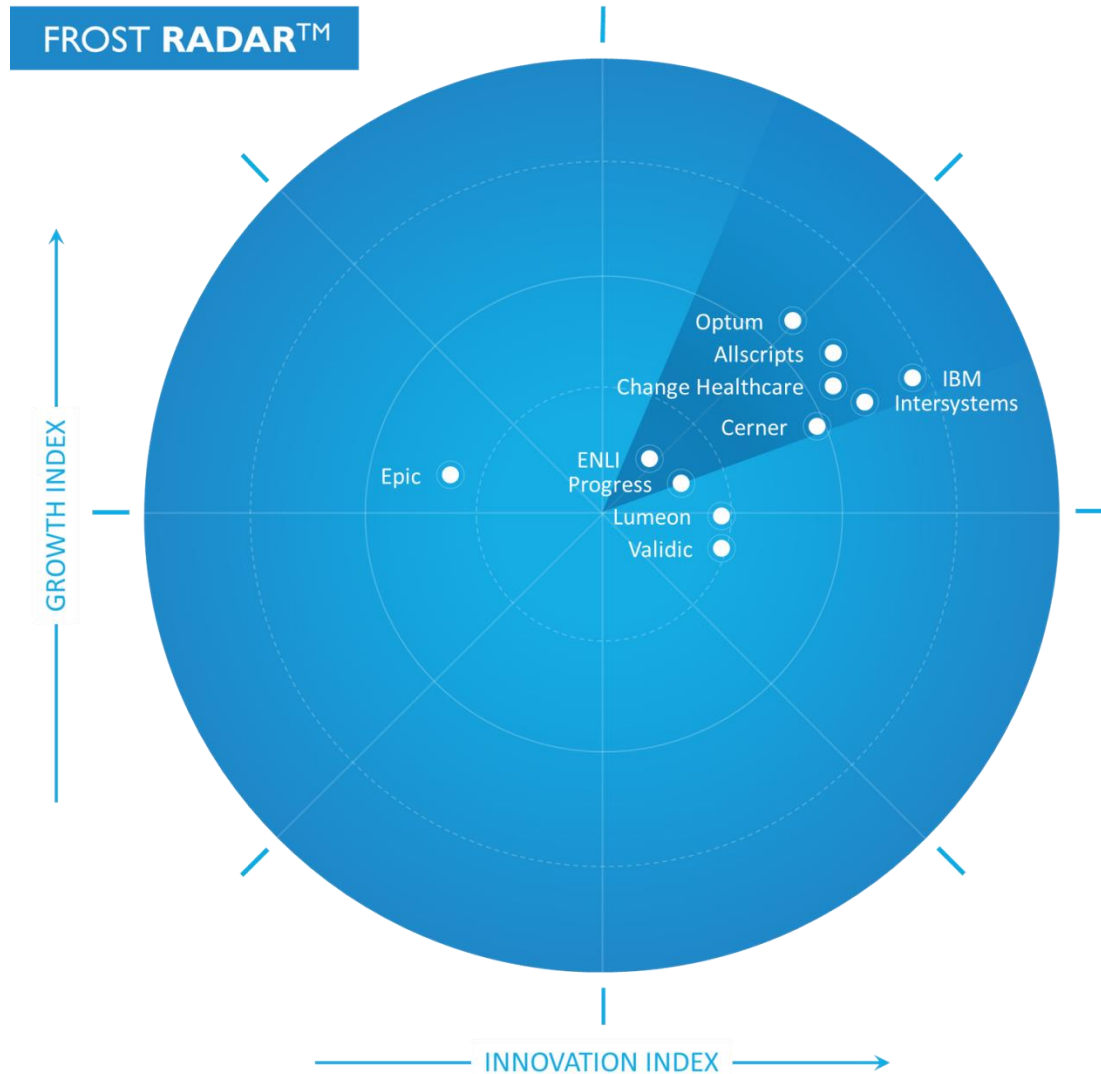 FROST RADAR™
GROWTH INDEX
Optum
Allscripts
Change Healthcare
IBM
Intersystems
Cerner
ENLI
Epic
Progress
Lumeon
Validic
INNOVATION INDEX